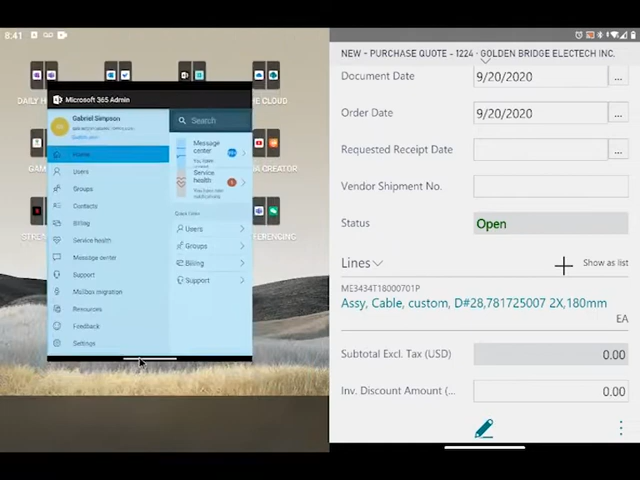 8:41
Microsoft 365 Admin
Gabriel Simpson
Search
Home
Users
Groups
Contacts
Billing
Service health
Message center
Support
Mailbox migration
Resources
Feedback
Settings
Message center
Service health
Users
Groups
Billing
Support
NEW - PURCHASE QUOTE - 1224 · GOLDEN BRIDGE ELECTECH INC.
Document Date
9/20/2020
...
Order Date
9/20/2020
...
Requested Receipt Date
...
Vendor Shipment No.
Status
Open
Lines
Show as list
ME3434T18000701P
Assy, Cable, custom, D#28,781725007 2X,180mm
EA
Subtotal Excl. Tax (USD)
0.00
Inv. Discount Amount (...
0.00